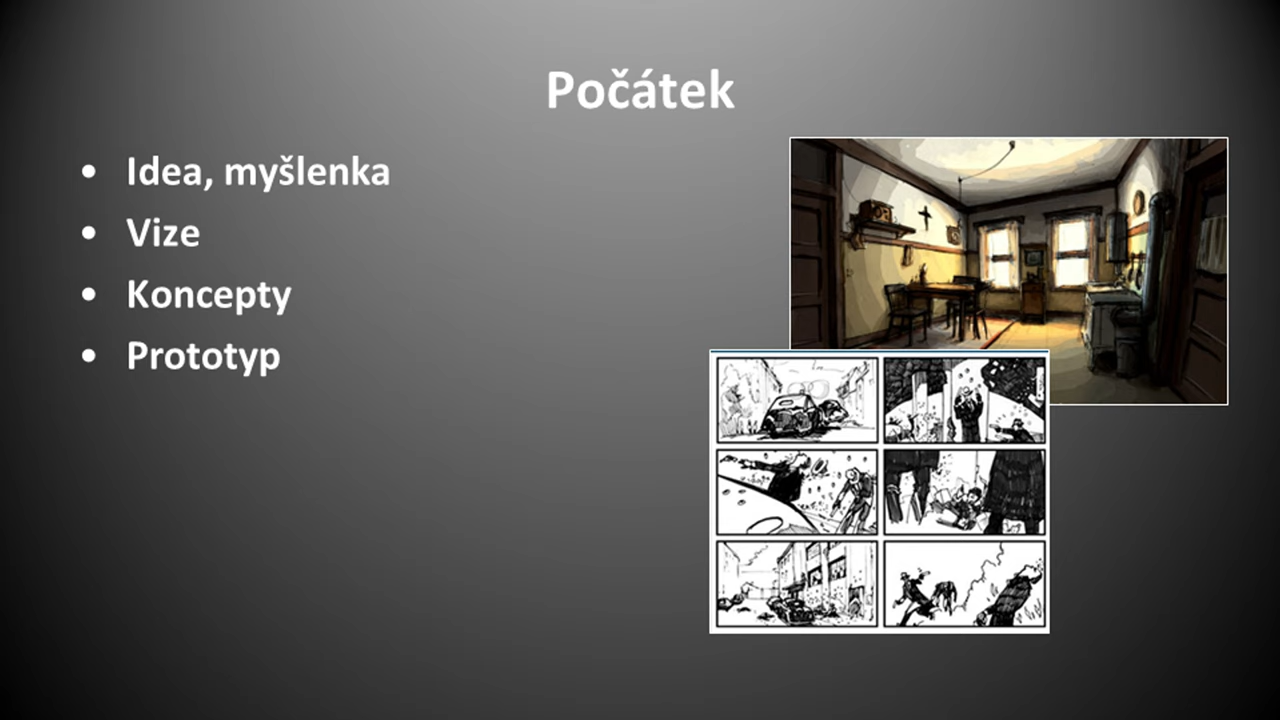 Počátek
• Idea, myšlenka
• Vize
• Koncepty
• Prototyp